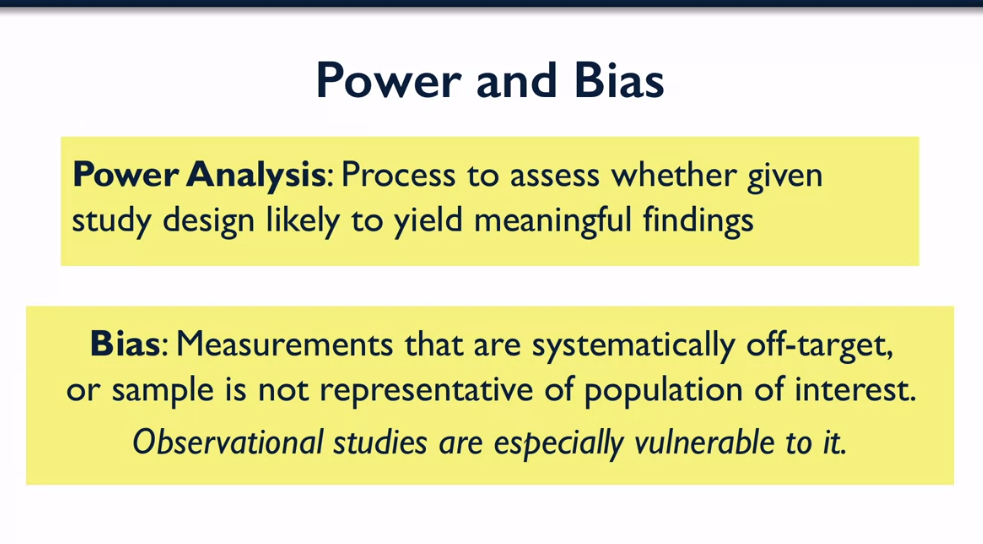 Power and Bias
Power Analysis: Process to assess whether given
study design likely to yield meaningful findings
Bias: Measurements that are systematically off-target,
or sample is not representative of population of interest.
Observational studies are especially vulnerable to it.